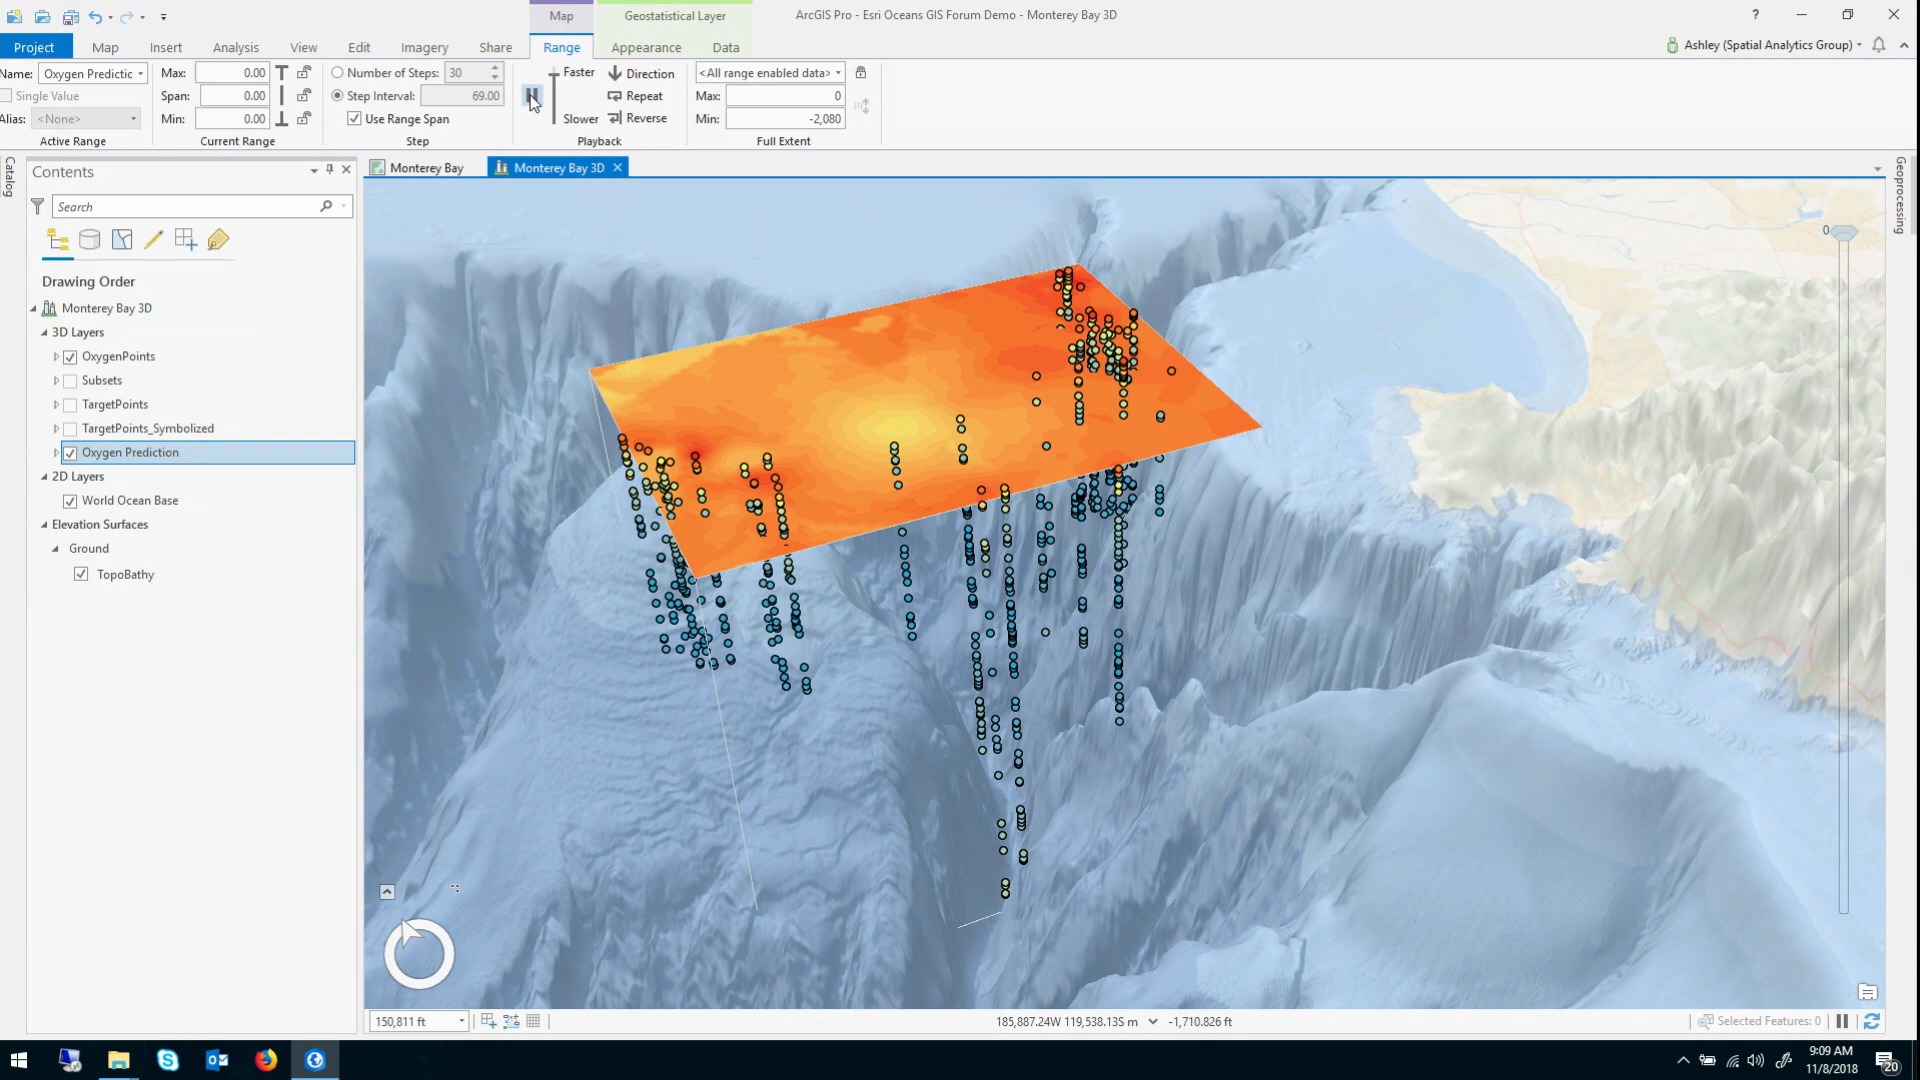 Map
Geostatistical Layer
ArcGIS Pro - Esri Oceans GIS Forum Demo - Monterey Bay 3D
?
Project
Map
Insert
Analysis
View
Edit
Imagery
Share
Range
Appearance
Data
Ashley (Spatial Analytics Group)
Name: Oxygen Predictic
Max: 0.00
Number of Steps: 30
Faster
Direction
<All range enabled data>
Single Value
Span: 0.00
Step Interval: 69.00
Repeat
Max: 0
Alias: <None>
Min: 0.00
Use Range Span
Slower
Reverse
Min: -2,080
Active Range
Current Range
Step
Playback
Full Extent
Catalog
Contents
Monterey Bay
Monterey Bay 3D
Geoprocessing
Search
0
Drawing Order
Monterey Bay 3D
3D Layers
OxygenPoints
Subsets
TargetPoints
TargetPoints_Symbolized
Oxygen Prediction
2D Layers
World Ocean Base
Elevation Surfaces
Ground
TopoBathy
150,811 ft
185,887.24W 119,538.13S m
-1,710.826 ft
Selected Features: 0
9:09 AM
11/8/2018
20